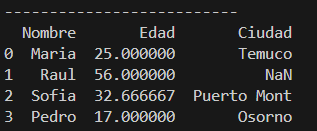 --------------------------
Nombre Edad Ciudad
0 Maria 25.000000 Temuco
1 Raul 56.000000 NaN
2 Sofia 32.666667 Puerto Mont
3 Pedro 17.000000 Osorno